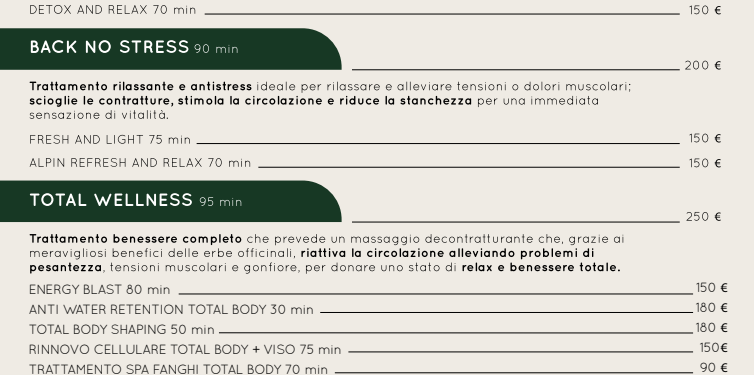 DETOX AND RELAX 70 min 150 €
BACK NO STRESS 90 min 200 €
Trattamento rilassante e antistress ideale per rilassare e alleviare tensioni o dolori muscolari;
scioglie le contratture, stimola la circolazione e riduce la stanchezza per una immediata
sensazione di vitalità.
FRESH AND LIGHT 75 min 150 €
ALPIN REFRESH AND RELAX 70 min 150 €
TOTAL WELLNESS 95 min 250 €
Trattamento benessere completo che prevede un massaggio decontratturante che, grazie ai
meravigliosi benefici delle erbe officinali, riattiva la circolazione alleviando problemi di
pesantezza, tensioni muscolari e gonfiore, per donare uno stato di relax e benessere totale.
ENERGY BLAST 80 min 150 €
ANTI WATER RETENTION TOTAL BODY 30 min 180 €
TOTAL BODY SHAPING 50 min 180 €
RINNOVO CELLULARE TOTAL BODY + VISO 75 min 150€
TRATTAMENTO SPA FANGHI TOTAL BODY 70 min 90 €